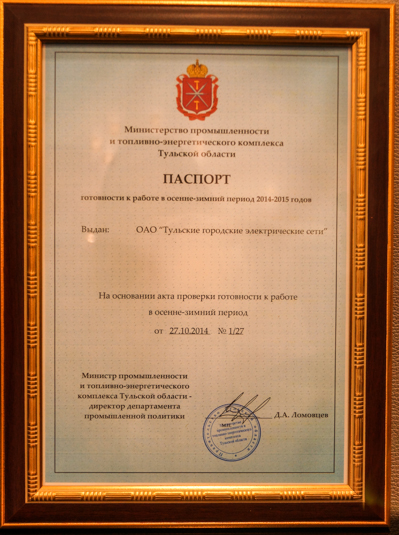 Министерство промышленности
и топливно-энергетического комплекса
Тульской области
ПАСПОРТ
готовности к работе в осенне-зимний период 2014-2015 годов
Выдан: ОАО “Тульские городские электрические сети”
На основании акта проверки готовности к работе
в осенне-зимний период
от 27.10.2014 № 1/27
Министр промышленности
и топливно-энергетического
комплекса Тульской области -
директор департамента
промышленной политики
Д.А. Ломовцев